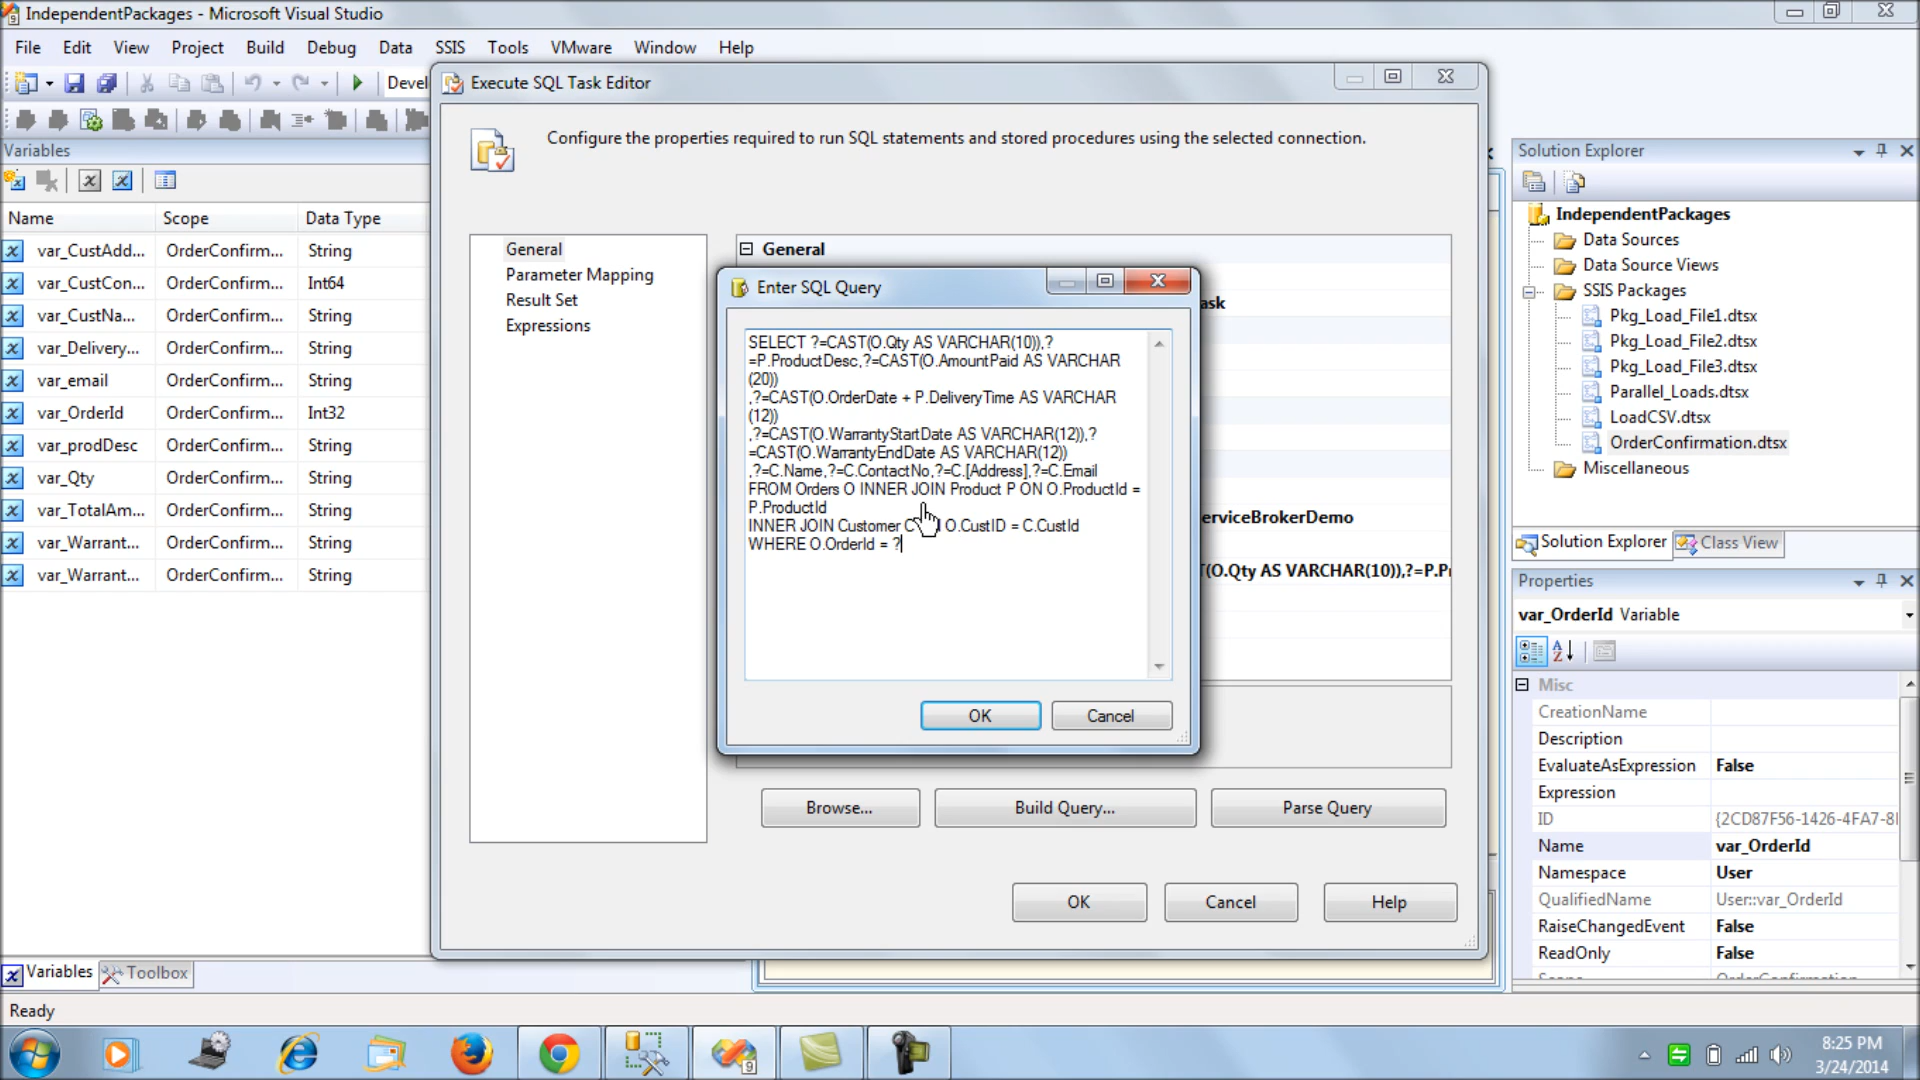 IndependentPackages - Microsoft Visual Studio
File Edit View Project Build Debug Data SSIS Tools VMware Window Help
Devel
Variables
Name Scope Data Type
var_CustAdd... OrderConfirm... String
var_CustCon... OrderConfirm... Int64
var_CustNa... OrderConfirm... String
var_Delivery... OrderConfirm... String
var_email OrderConfirm... String
var_OrderId OrderConfirm... Int32
var_prodDesc OrderConfirm... String
var_Qty OrderConfirm... String
var_TotalAm... OrderConfirm... String
var_Warrant... OrderConfirm... String
var_Warrant... OrderConfirm... String
Variables Toolbox
Ready
Execute SQL Task Editor
Configure the properties required to run SQL statements and stored procedures using the selected connection.
General
Parameter Mapping
Result Set
Expressions
General
ask
erviceBrokerDemo
T(O.Qty AS VARCHAR(10)),?=P.Pr
Enter SQL Query
SELECT ?=CAST(O.Qty AS VARCHAR(10)),?
=P.ProductDesc,?=CAST(O.AmountPaid AS VARCHAR
(20))
,?=CAST(O.OrderDate + P.DeliveryTime AS VARCHAR
(12))
,?=CAST(O.WarrantyStartDate AS VARCHAR(12)),?
=CAST(O.WarrantyEndDate AS VARCHAR(12))
,?=C.Name,?=C.ContactNo,?=C.[Address],?=C.Email
FROM Orders O INNER JOIN Product P ON O.ProductId =
P.ProductId
INNER JOIN Customer C O.CustID = C.CustId
WHERE O.OrderId = ?
OK Cancel
Browse... Build Query... Parse Query
OK Cancel Help
Solution Explorer
IndependentPackages
Data Sources
Data Source Views
SSIS Packages
Pkg_Load_File1.dtsx
Pkg_Load_File2.dtsx
Pkg_Load_File3.dtsx
Parallel_Loads.dtsx
LoadCSV.dtsx
OrderConfirmation.dtsx
Miscellaneous
Solution Explorer Class View
Properties
var_OrderId Variable
Misc
CreationName
Description
EvaluateAsExpression False
Expression
ID {2CD87F56-1426-4FA7-8
Name var_OrderId
Namespace User
QualifiedName User::var_OrderId
RaiseChangedEvent False
ReadOnly False
Scope OrderConfirmation
8:25 PM
3/24/2014